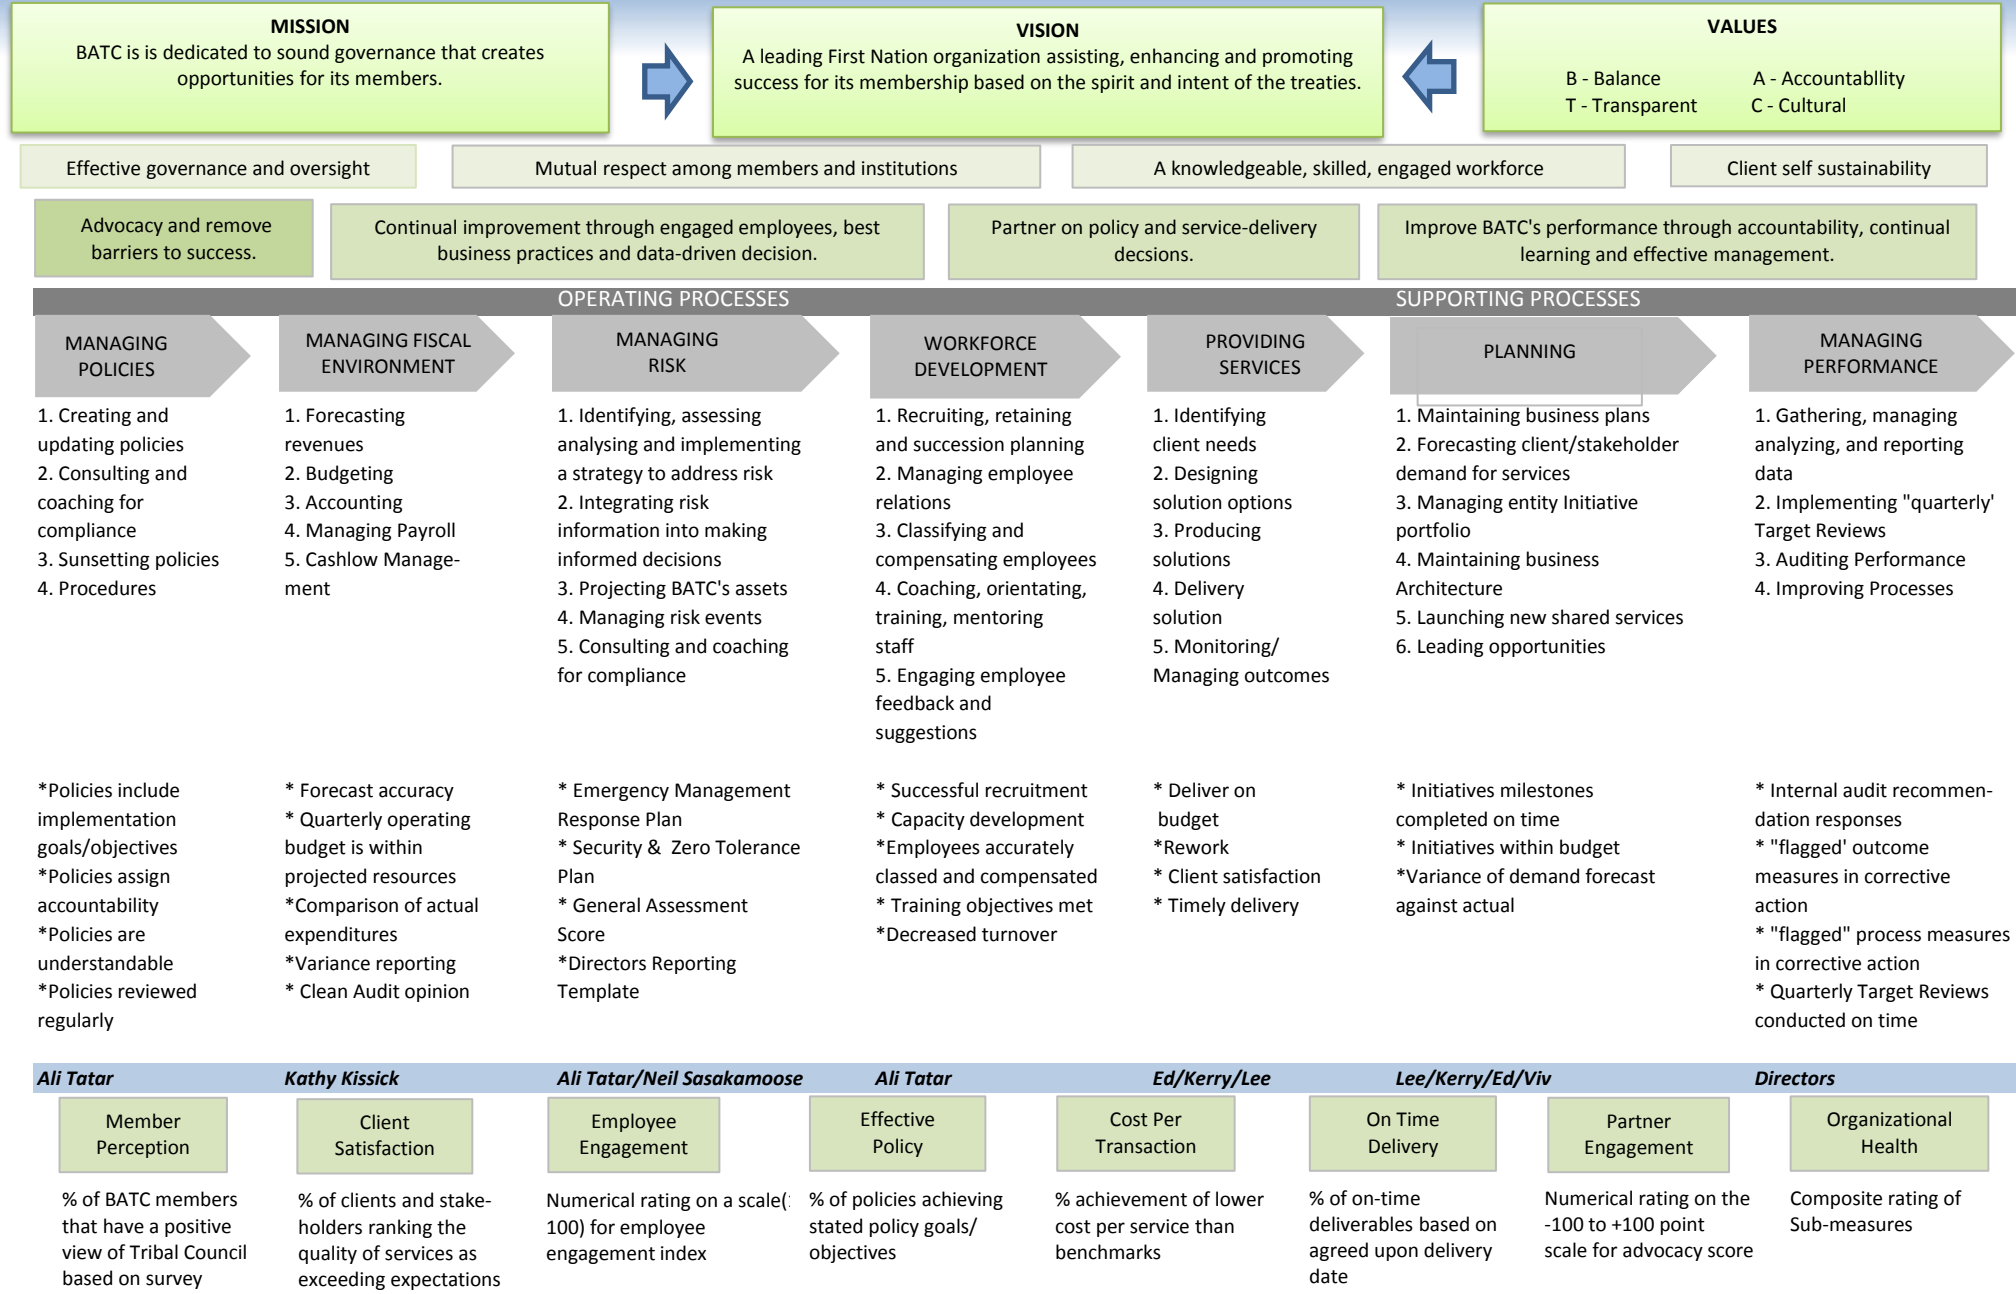 MISSION
BATC is is dedicated to sound governance that creates
opportunities for its members.
VISION
A leading First Nation organization assisting, enhancing and promoting
success for its membership based on the spirit and intent of the treaties.
VALUES
B - Balance A - Accountabllity
T - Transparent C - Cultural
Effective governance and oversight
Mutual respect among members and institutions
A knowledgeable, skilled, engaged workforce
Client self sustainability
Advocacy and remove
barriers to success.
Continual improvement through engaged employees, best
business practices and data-driven decision.
Partner on policy and service-delivery
decsions.
Improve BATC's performance through accountability, continual
learning and effective management.
OPERATING PROCESSES
SUPPORTING PROCESSES
MANAGING
POLICIES
MANAGING FISCAL
ENVIRONMENT
MANAGING
RISK
WORKFORCE
DEVELOPMENT
PROVIDING
SERVICES
PLANNING
MANAGING
PERFORMANCE
1. Creating and
updating policies
2. Consulting and
coaching for
compliance
3. Sunsetting policies
4. Procedures
1. Forecasting
revenues
2. Budgeting
3. Accounting
4. Managing Payroll
5. Cashlow Manage-
ment
1. Identifying, assessing
analysing and implementing
a strategy to address risk
2. Integrating risk
information into making
informed decisions
3. Projecting BATC's assets
4. Managing risk events
5. Consulting and coaching
for compliance
1. Recruiting, retaining
and succession planning
2. Managing employee
relations
3. Classifying and
compensating employees
4. Coaching, orientating,
training, mentoring
staff
5. Engaging employee
feedback and
suggestions
1. Identifying
client needs
2. Designing
solution options
3. Producing
solutions
4. Delivery
solution
5. Monitoring/
Managing outcomes
1. Maintaining business plans
2. Forecasting client/stakeholder
demand for services
3. Managing entity Initiative
portfolio
4. Maintaining business
Architecture
5. Launching new shared services
6. Leading opportunities
1. Gathering, managing
analyzing, and reporting
data
2. Implementing "quarterly'
Target Reviews
3. Auditing Performance
4. Improving Processes
*Policies include
implementation
goals/objectives
*Policies assign
accountability
*Policies are
understandable
*Policies reviewed
regularly
* Forecast accuracy
* Quarterly operating
budget is within
projected resources
*Comparison of actual
expenditures
*Variance reporting
* Clean Audit opinion
* Emergency Management
Response Plan
* Security & Zero Tolerance
Plan
* General Assessment
Score
*Directors Reporting
Template
* Successful recruitment
* Capacity development
*Employees accurately
classed and compensated
* Training objectives met
*Decreased turnover
* Deliver on
budget
*Rework
* Client satisfaction
* Timely delivery
* Initiatives milestones
completed on time
* Initiatives within budget
*Variance of demand forecast
against actual
* Internal audit recommen-
dation responses
* "flagged' outcome
measures in corrective
action
* "flagged" process measures
in corrective action
* Quarterly Target Reviews
conducted on time
Ali Tatar
Kathy Kissick
Ali Tatar/Neil Sasakamoose
Ali Tatar
Ed/Kerry/Lee
Lee/Kerry/Ed/Viv
Directors
Member
Perception
Client
Satisfaction
Employee
Engagement
Effective
Policy
Cost Per
Transaction
On Time
Delivery
Partner
Engagement
Organizational
Health
% of BATC members
that have a positive
view of Tribal Council
based on survey
% of clients and stake-
holders ranking the
quality of services as
exceeding expectations
Numerical rating on a scale(
100) for employee
engagement index
% of policies achieving
stated policy goals/
objectives
% achievement of lower
cost per service than
benchmarks
% of on-time
deliverables based on
agreed upon delivery
date
Numerical rating on the
-100 to +100 point
scale for advocacy score
Composite rating of
Sub-measures